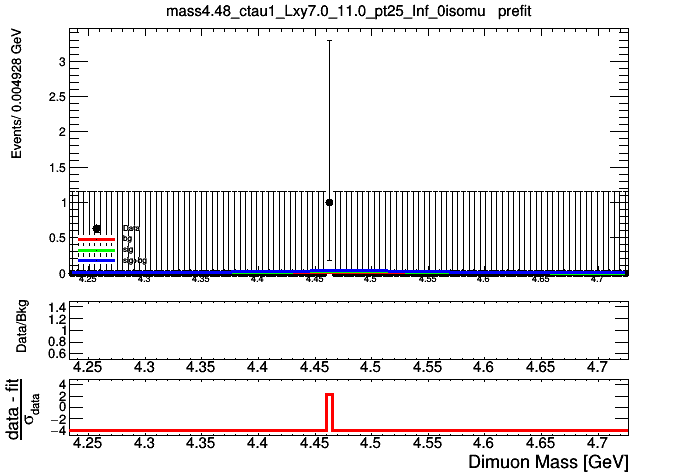 mass4.48_ctau1_Lxy7.0_11.0_pt25_Inf_0isomu prefit
Events/ 0.004928 GeV
3
2.5
2
1.5
1
0.5
0
Data
bg
sig
sig+bg
4.25 4.3 4.35 4.4 4.45 4.5 4.55 4.6 4.65 4.7
Data/Bkg
1.4
1.2
1
0.8
0.6
4.25 4.3 4.35 4.4 4.45 4.5 4.55 4.6 4.65 4.7
data - fit
σdata
4
2
0
−2
−4
4.25 4.3 4.35 4.4 4.45 4.5 4.55 4.6 4.65 4.7
Dimuon Mass [GeV]